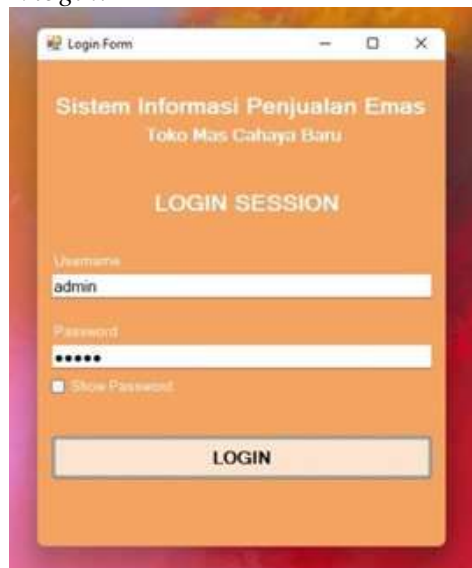 Login Form
Sistem Informasi Penjualan Emas
Toko Mas Cahaya Baru
LOGIN SESSION
Username
admin
Password
•••••
Show Password
LOGIN